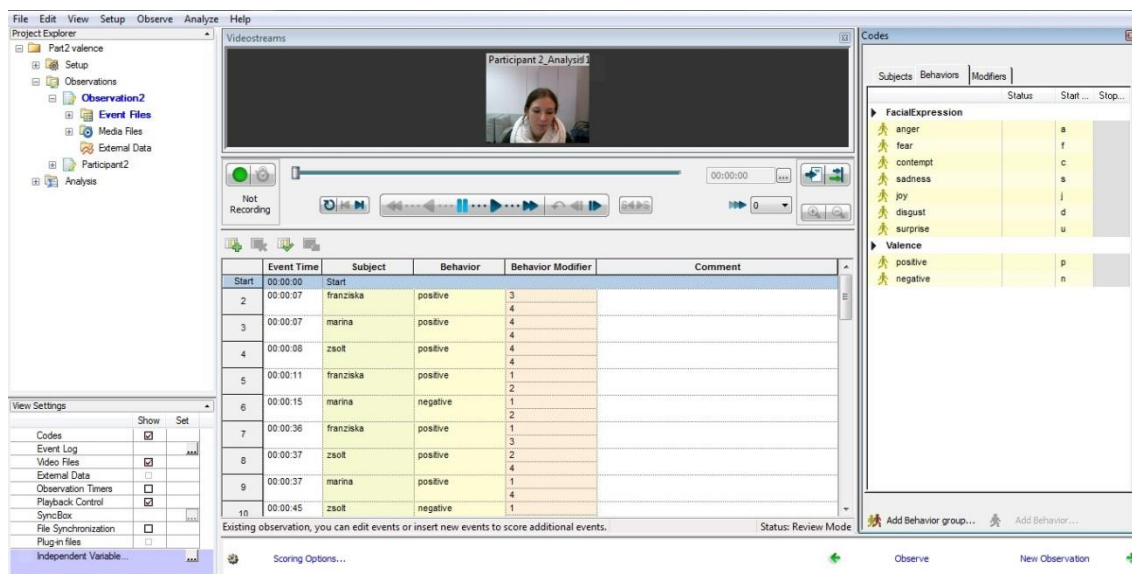 File Edit View Setup Observe Analyze Help
Project Explorer
Part2 valence
Setup
Observations
Observation2
Event Files
Media Files
External Data
Participant2
Analysis
View Settings
Show Set
Codes
Event Log
Video Files
External Data
Observation Timers
Playback Control
SyncBox
File Synchronization
Plug-in files
Independent Variable...
Videostreams
Participant 2_Analysis 1
00:00:00
Not
Recording
0
Event Time Subject Behavior Behavior Modifier Comment
Start 00:00:00 Start
2 00:00:07 franziska positive 3
4
3 00:00:07 marina positive 4
4
4 00:00:08 zsolt positive 4
4
5 00:00:11 franziska positive 1
2
6 00:00:15 marina negative 1
2
7 00:00:36 franziska positive 1
3
8 00:00:37 zsolt positive 2
4
9 00:00:37 marina positive 1
4
10 00:00:45 zsolt negative 1
Existing observation, you can edit events or insert new events to score additional events. Status: Review Mode
Scoring Options... Observe New Observation
Codes
Subjects Behaviors Modifiers
Status Start ... Stop...
FacialExpression
anger a
fear f
contempt c
sadness s
joy j
disgust d
surprise u
Valence
positive p
negative n
Add Behavior group... Add Behavior...